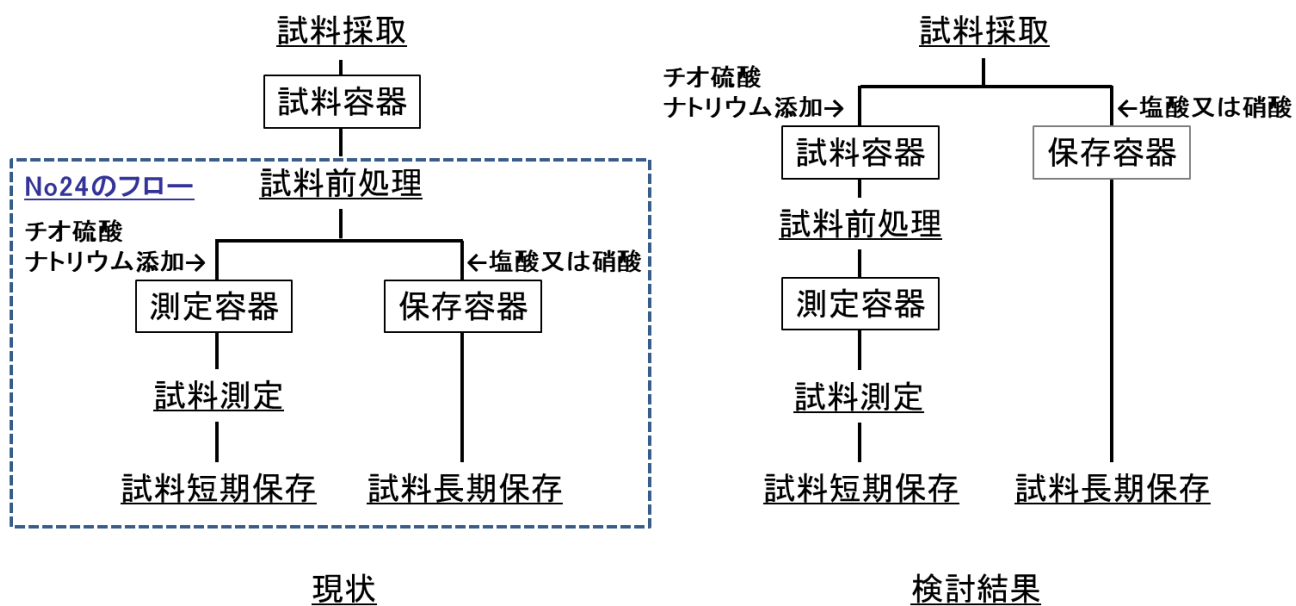 試料採取
試料容器
No24のフロー
試料前処理
チオ硫酸
ナトリウム添加→
←塩酸又は硝酸
測定容器
保存容器
試料測定
試料短期保存
試料長期保存
現状
試料採取
チオ硫酸
ナトリウム添加→
←塩酸又は硝酸
試料容器
保存容器
試料前処理
測定容器
試料測定
試料短期保存
試料長期保存
検討結果